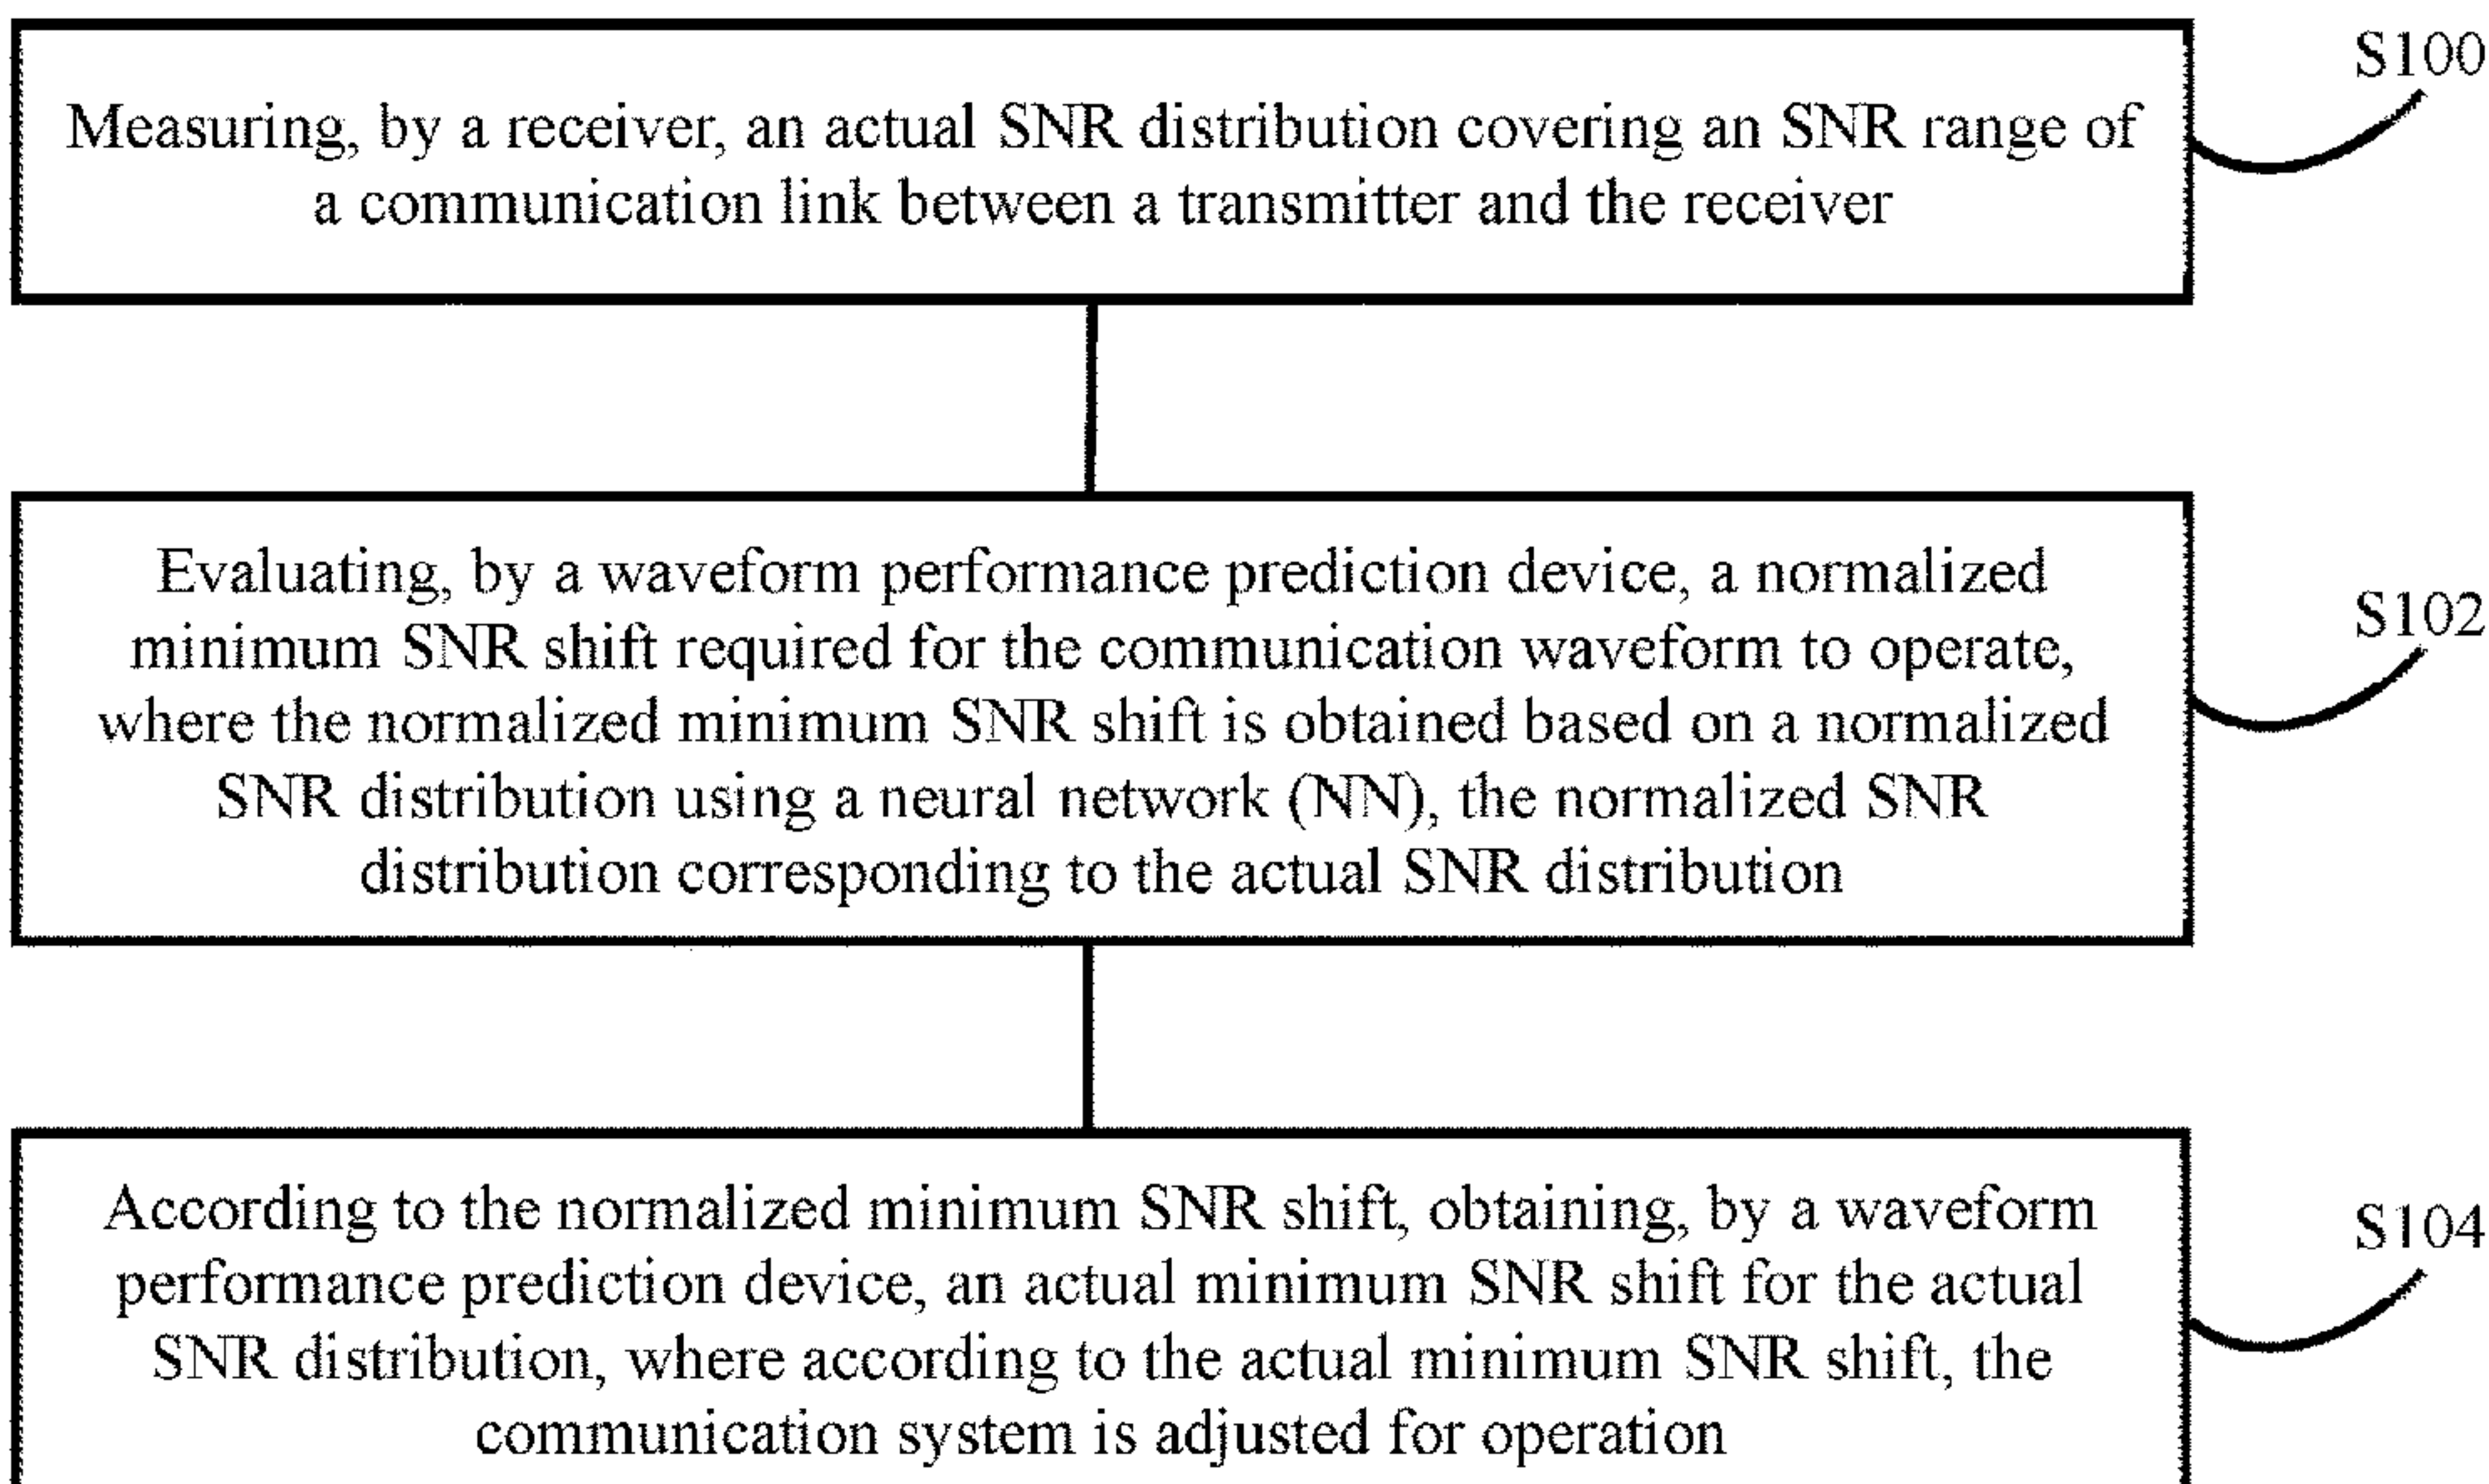 S100
Measuring, by a receiver, an actual SNR distribution covering an SNR range of
a communication link between a transmitter and the receiver
Evaluating, by a waveform performance prediction device, a normalized
S102
minimum SNR shift required for the communication waveform to operate,
where the normalized minimum SNR shift is obtained based on a normalized
SNR distribution using a neural network (NN), the normalized SNR
distribution corresponding to the actual SNR distribution
According to the normalized minimum SNR shift, obtaining, by a waveform
S104
performance prediction device, an actual minimum SNR shift for the actual
SNR distribution, where according to the actual minimum SNR shift, the
communication system is adjusted for operation